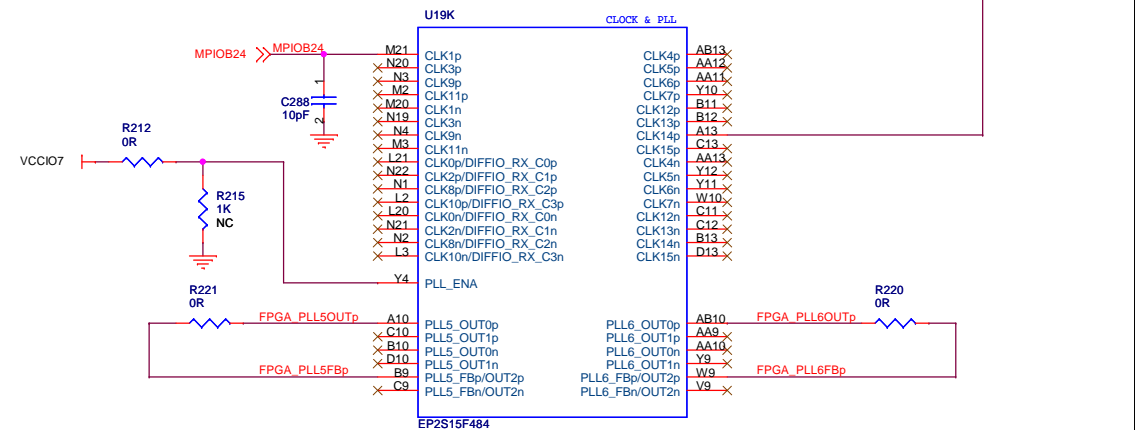 U19K
CLOCK & PLL
MPIOB24 MPIOB24
M21 CLK1p CLK4p AB13
N20 CLK3p CLK5p AA12
N3 CLK9p CLK6p AA11
1 M2 CLK11p CLK7p Y10
C288 M20 CLK1n CLK12p B11
10pF 2 N19 CLK3n CLK13p B12
N4 CLK9n CLK14p A13
R212 M3 CLK11n CLK15p C13
0R
VCCIO7 L21 CLK0p/DIFFIO_RX_C0p CLK4n AA13
N22 CLK2p/DIFFIO_RX_C1p CLK5n Y12
N1 CLK8p/DIFFIO_RX_C2p CLK6n Y11
R215 L2 CLK10p/DIFFIO_RX_C3p CLK7n W10
1K L20 CLK0n/DIFFIO_RX_C0n CLK12n C11
NC N21 CLK2n/DIFFIO_RX_C1n CLK13n C12
N2 CLK8n/DIFFIO_RX_C2n CLK14n B13
L3 CLK10n/DIFFIO_RX_C3n CLK15n D13
Y4 PLL_ENA
R221 R220
0R 0R
FPGA_PLL5OUTp A10 PLL5_OUT0p PLL6_OUT0p AB10 FPGA_PLL6OUTp
C10 PLL5_OUT1p PLL6_OUT1p AA9
B10 PLL5_OUT0n PLL6_OUT0n AA10
D10 PLL5_OUT1n PLL6_OUT1n Y9
FPGA_PLL5FBp B9 PLL5_FBp/OUT2p PLL6_FBp/OUT2p W9 FPGA_PLL6FBp
C9 PLL5_FBn/OUT2n PLL6_FBn/OUT2n V9
EP2S15F484